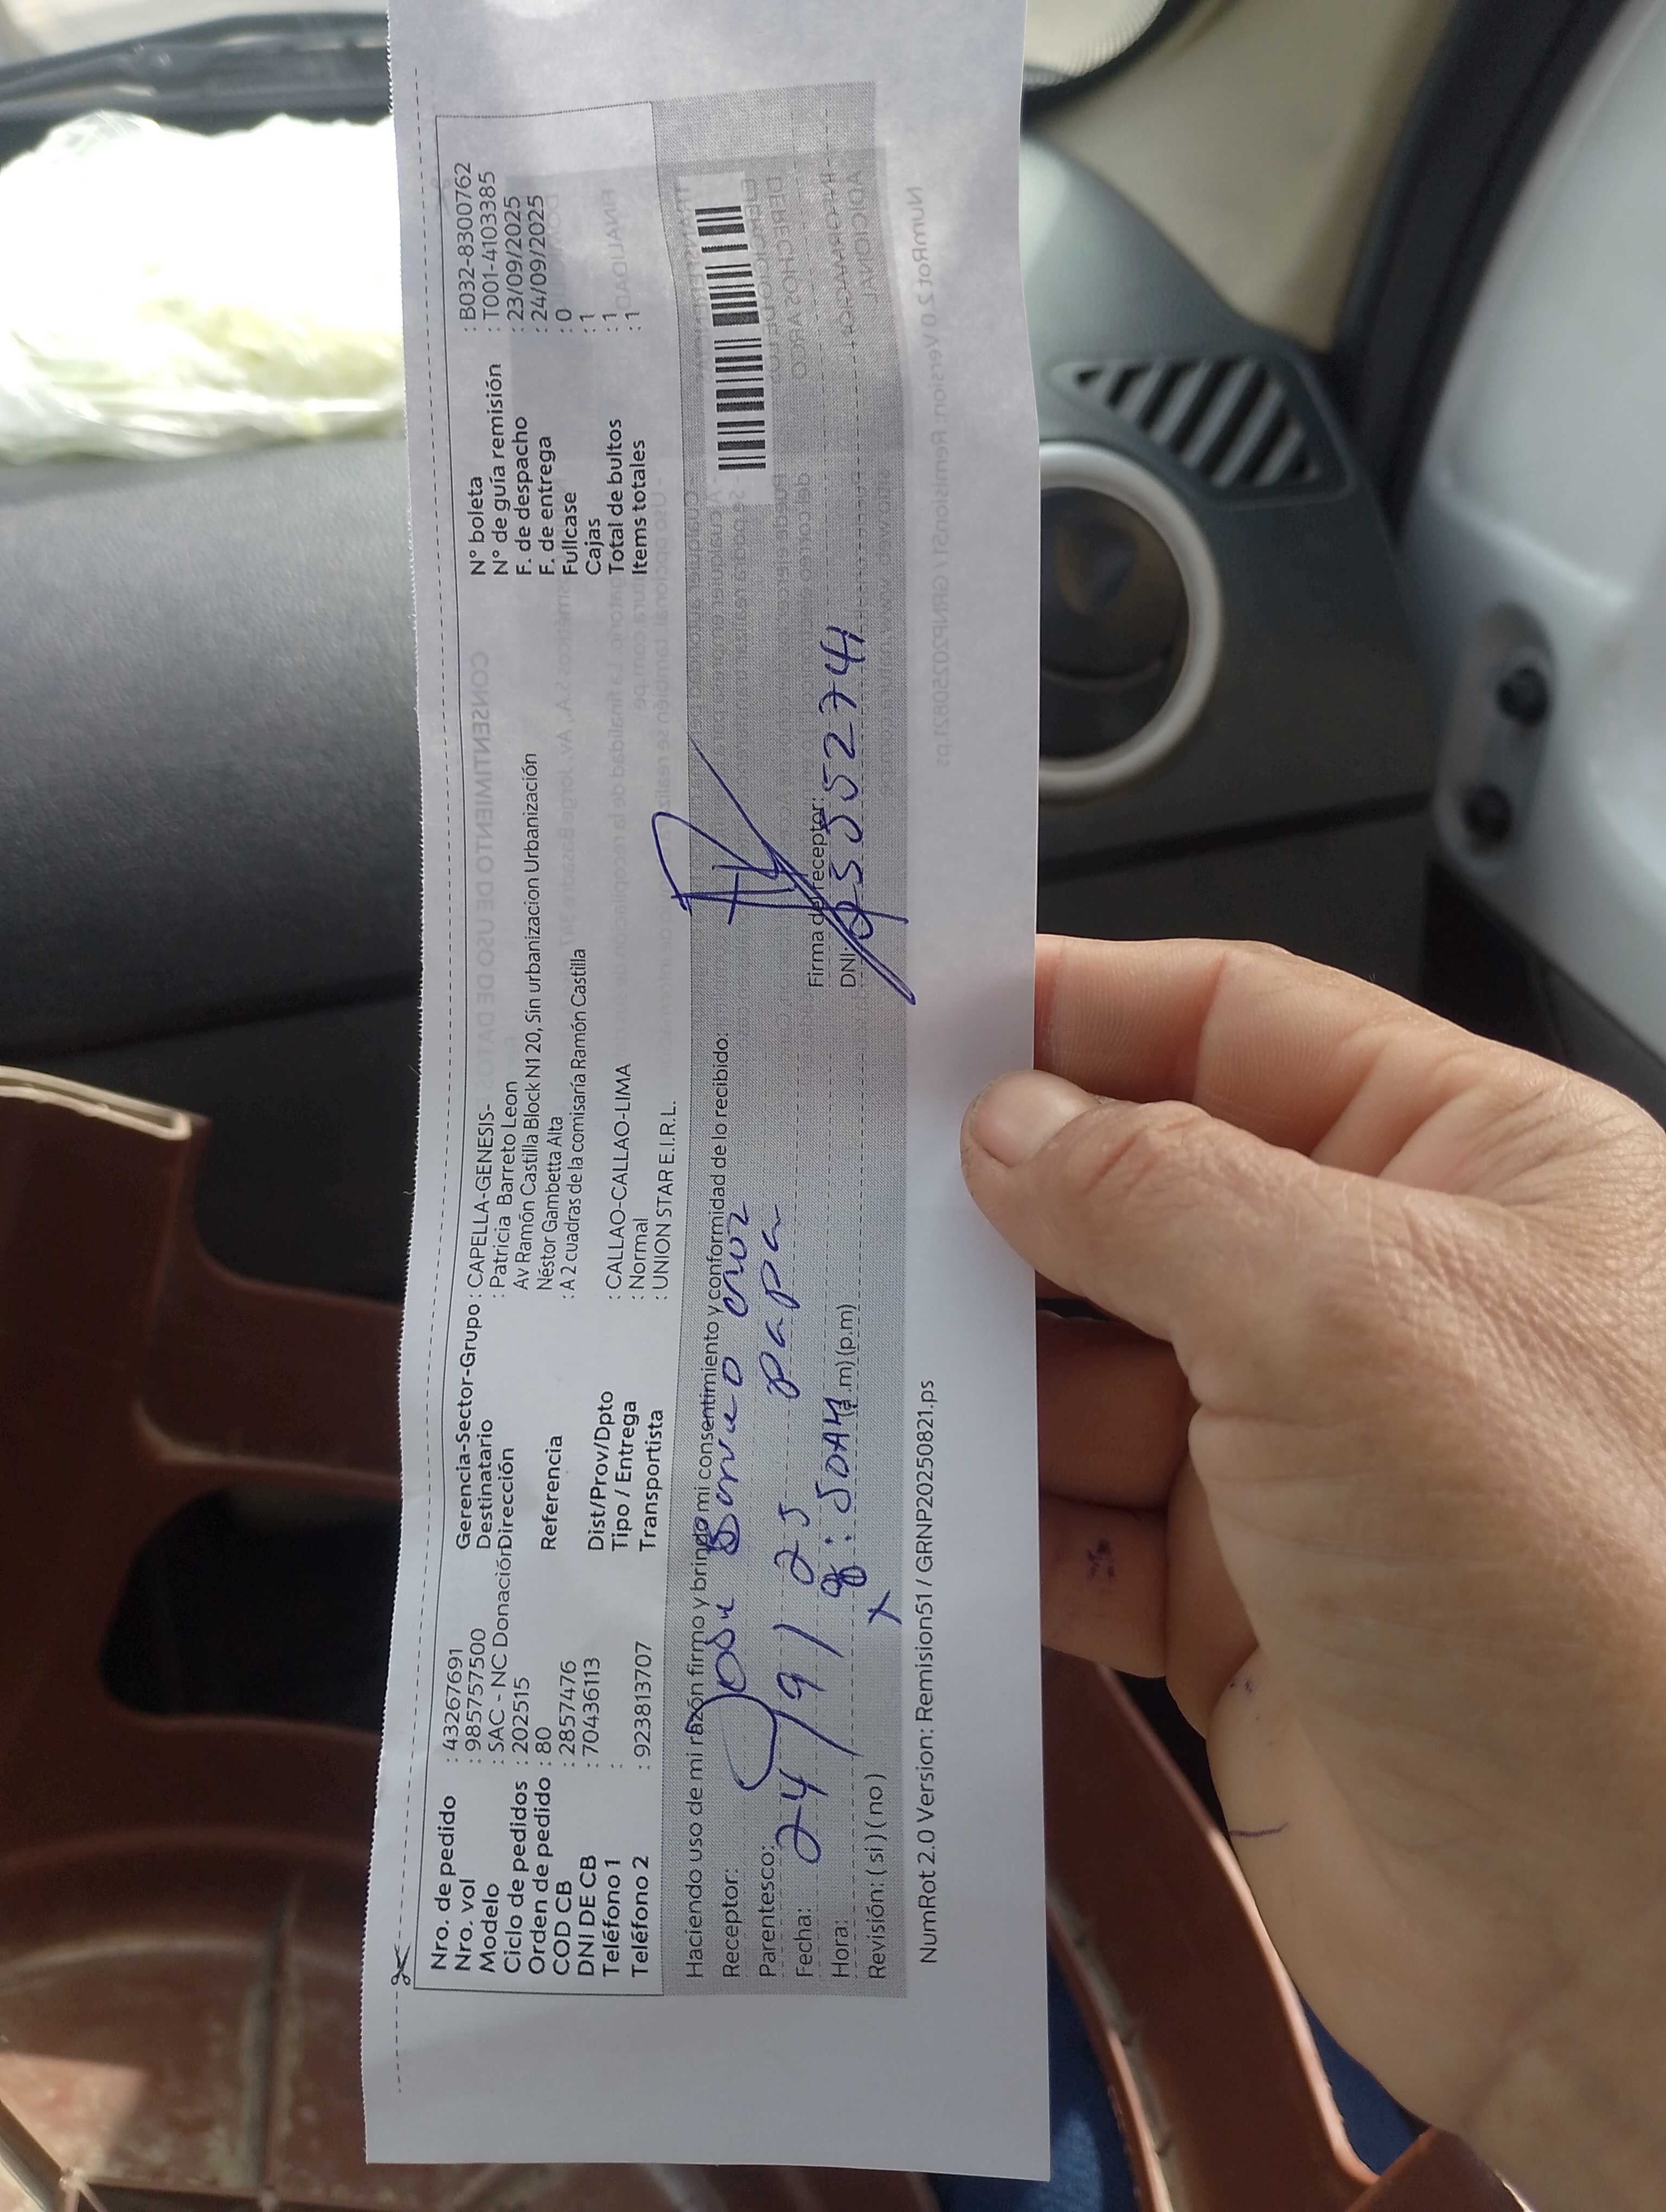 Nro. de pedido : 43267691
Nro. vol : 985757500
Modelo : SAC - NC Donación
Ciclo de pedidos : 202515
Orden de pedido : 80
COD CB : 2857476
DNI DE CB : 70436113
Teléfono 1 :
Teléfono 2 : 923813707
Gerencia-Sector-Grupo : CAPELLA-GENESIS-
Destinatario : Patricia Barreto Leon
Dirección Av Ramón Castilla Block N1 20, Sin urbanizacion Urbanización
Néstor Gambetta Alta
Referencia : A 2 cuadras de la comisaría Ramón Castilla
Dist/Prov/Dpto : CALLAO-CALLAO-LIMA
Tipo / Entrega : Normal
Transportista : UNION STAR E.I.R.L.
N° boleta : B032-8300762
N° de guía remisión : T001-4103385
F. de despacho : 23/09/2025
F. de entrega : 24/09/2025
Fullcase : 0
Cajas : 1
Total de bultos : 1
Items totales : 1
Haciendo uso de mi razón firmo y brindo mi consentimiento y conformidad de lo recibido:
Receptor: Jose
Parentesco: papa
Fecha: 24/9/25
Hora: 8:50AM (a.m) (p.m)
Revisión: ( si ) ( no )
Firma del receptor:
DNI:
NumRot 2.0 Version: Remision51 / GRNP20250821.ps